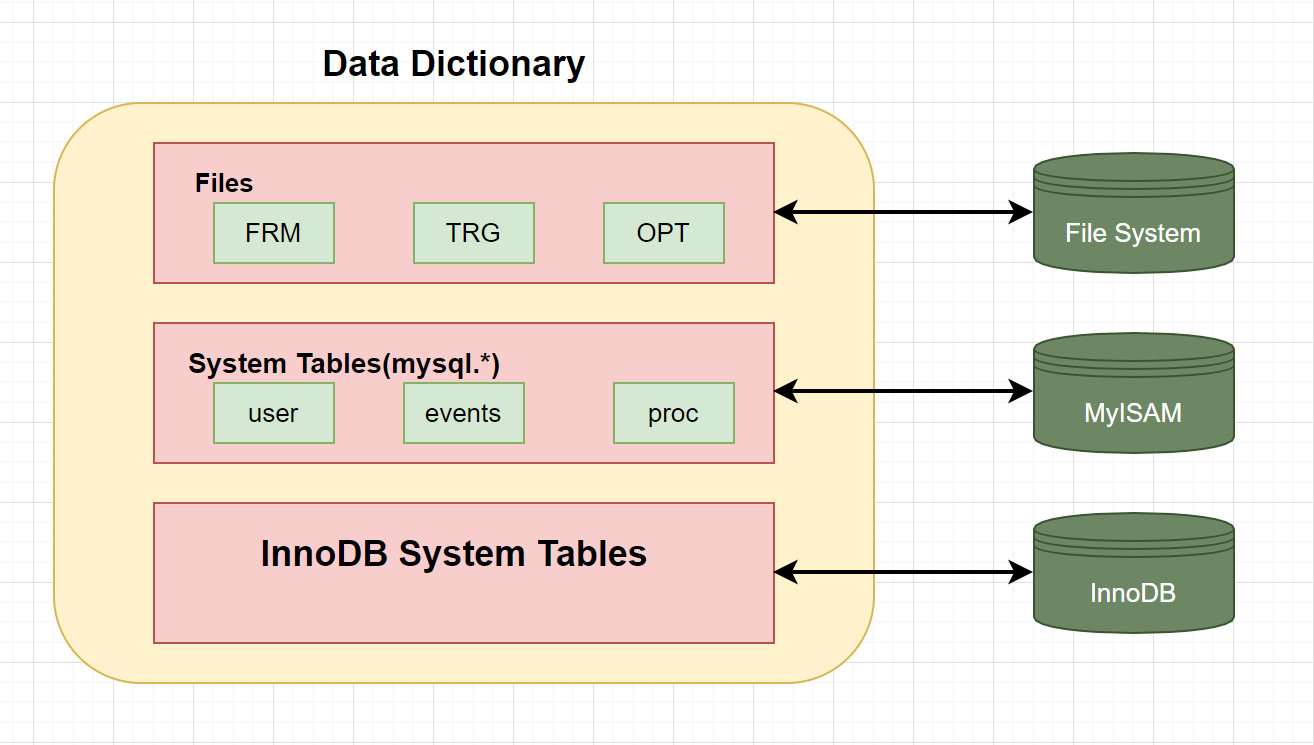 Data Dictionary
Files
FRM
TRG
OPT
File System
System Tables(mysql.*)
user
events
proc
MyISAM
InnoDB System Tables
InnoDB